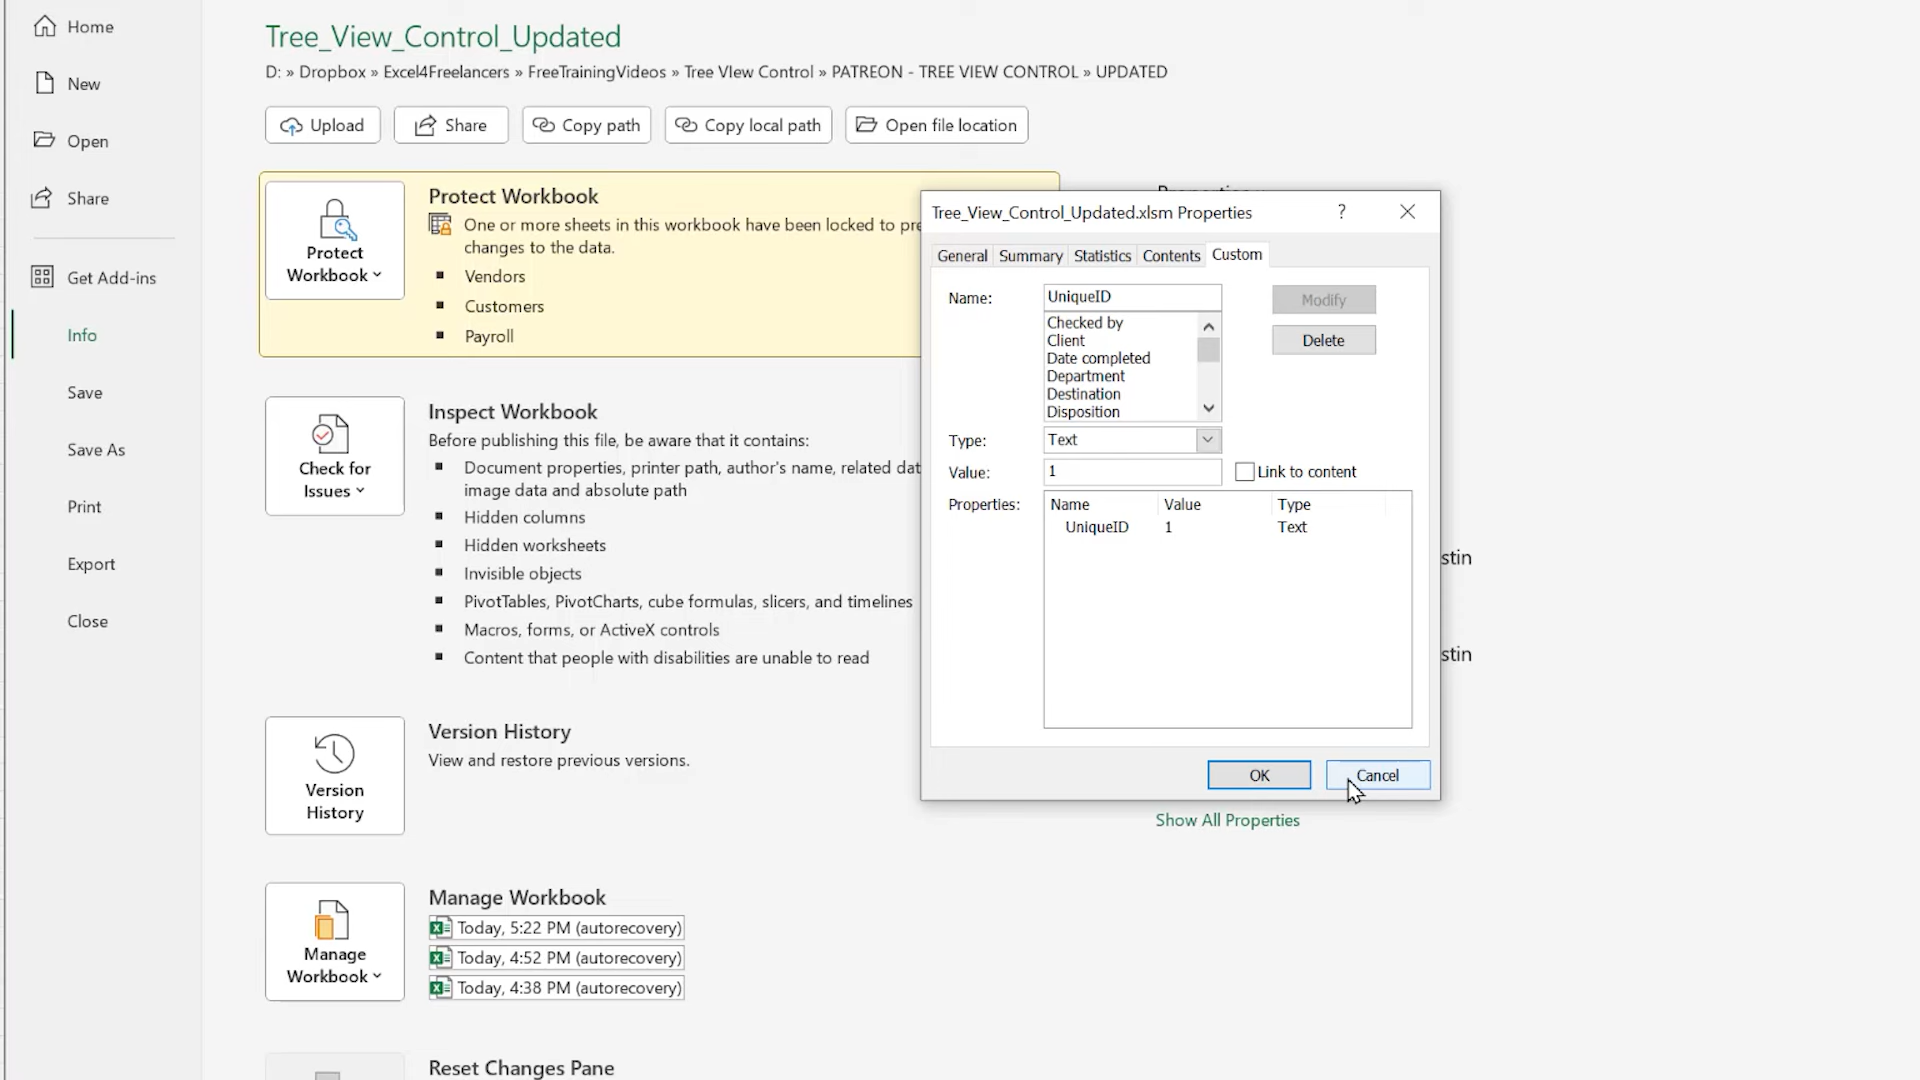 Home
New
Open
Share
Get Add-ins
Info
Save
Save As
Print
Export
Close
Tree_View_Control_Updated
D: » Dropbox » Excel4Freelancers » FreeTrainingVideos » Tree VIew Control » PATREON - TREE VIEW CONTROL » UPDATED
Upload
Share
Copy path
Copy local path
Open file location
Protect Workbook
Protect Workbook
One or more sheets in this workbook have been locked to pre
changes to the data.
Vendors
Customers
Payroll
Check for Issues
Inspect Workbook
Before publishing this file, be aware that it contains:
Document properties, printer path, author's name, related dat
image data and absolute path
Hidden columns
Hidden worksheets
Invisible objects
PivotTables, PivotCharts, cube formulas, slicers, and timelines
Macros, forms, or ActiveX controls
Content that people with disabilities are unable to read
Version History
Version History
View and restore previous versions.
Manage Workbook
Manage Workbook
Today, 5:22 PM (autorecovery)
Today, 4:52 PM (autorecovery)
Today, 4:38 PM (autorecovery)
Reset Changes Pane
Tree_View_Control_Updated.xlsm Properties ?
General Summary Statistics Contents Custom
Name: UniqueID Modify
Checked by
Client Delete
Date completed
Department
Destination
Disposition
Type: Text
Value: 1 Link to content
Properties: Name Value Type
UniqueID 1 Text
OK Cancel
stin
stin
Show All Properties